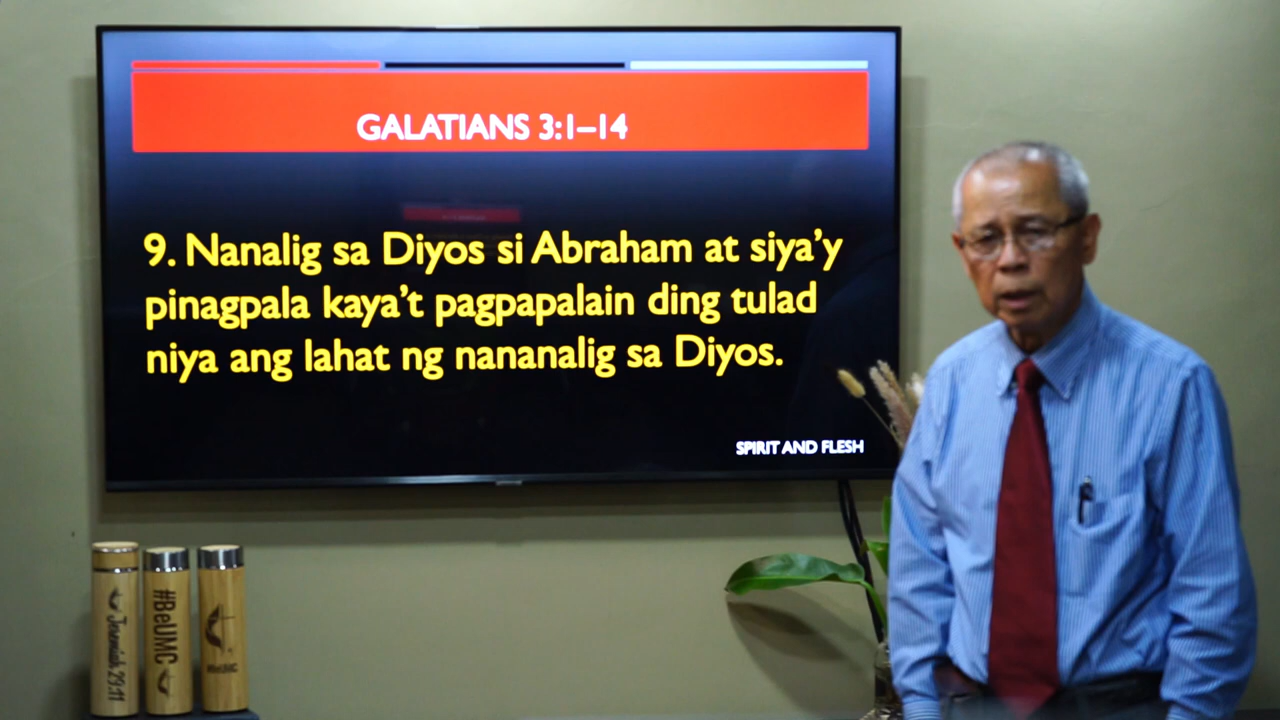 GALATIANS 3:1–14
9. Nanalig sa Diyos si Abraham at siya’y
pinagpala kaya’t pagpapalain ding tulad
niya ang lahat ng nananalig sa Diyos.
SPIRIT AND FLESH
Jeremiah 29:11
#BeUMC